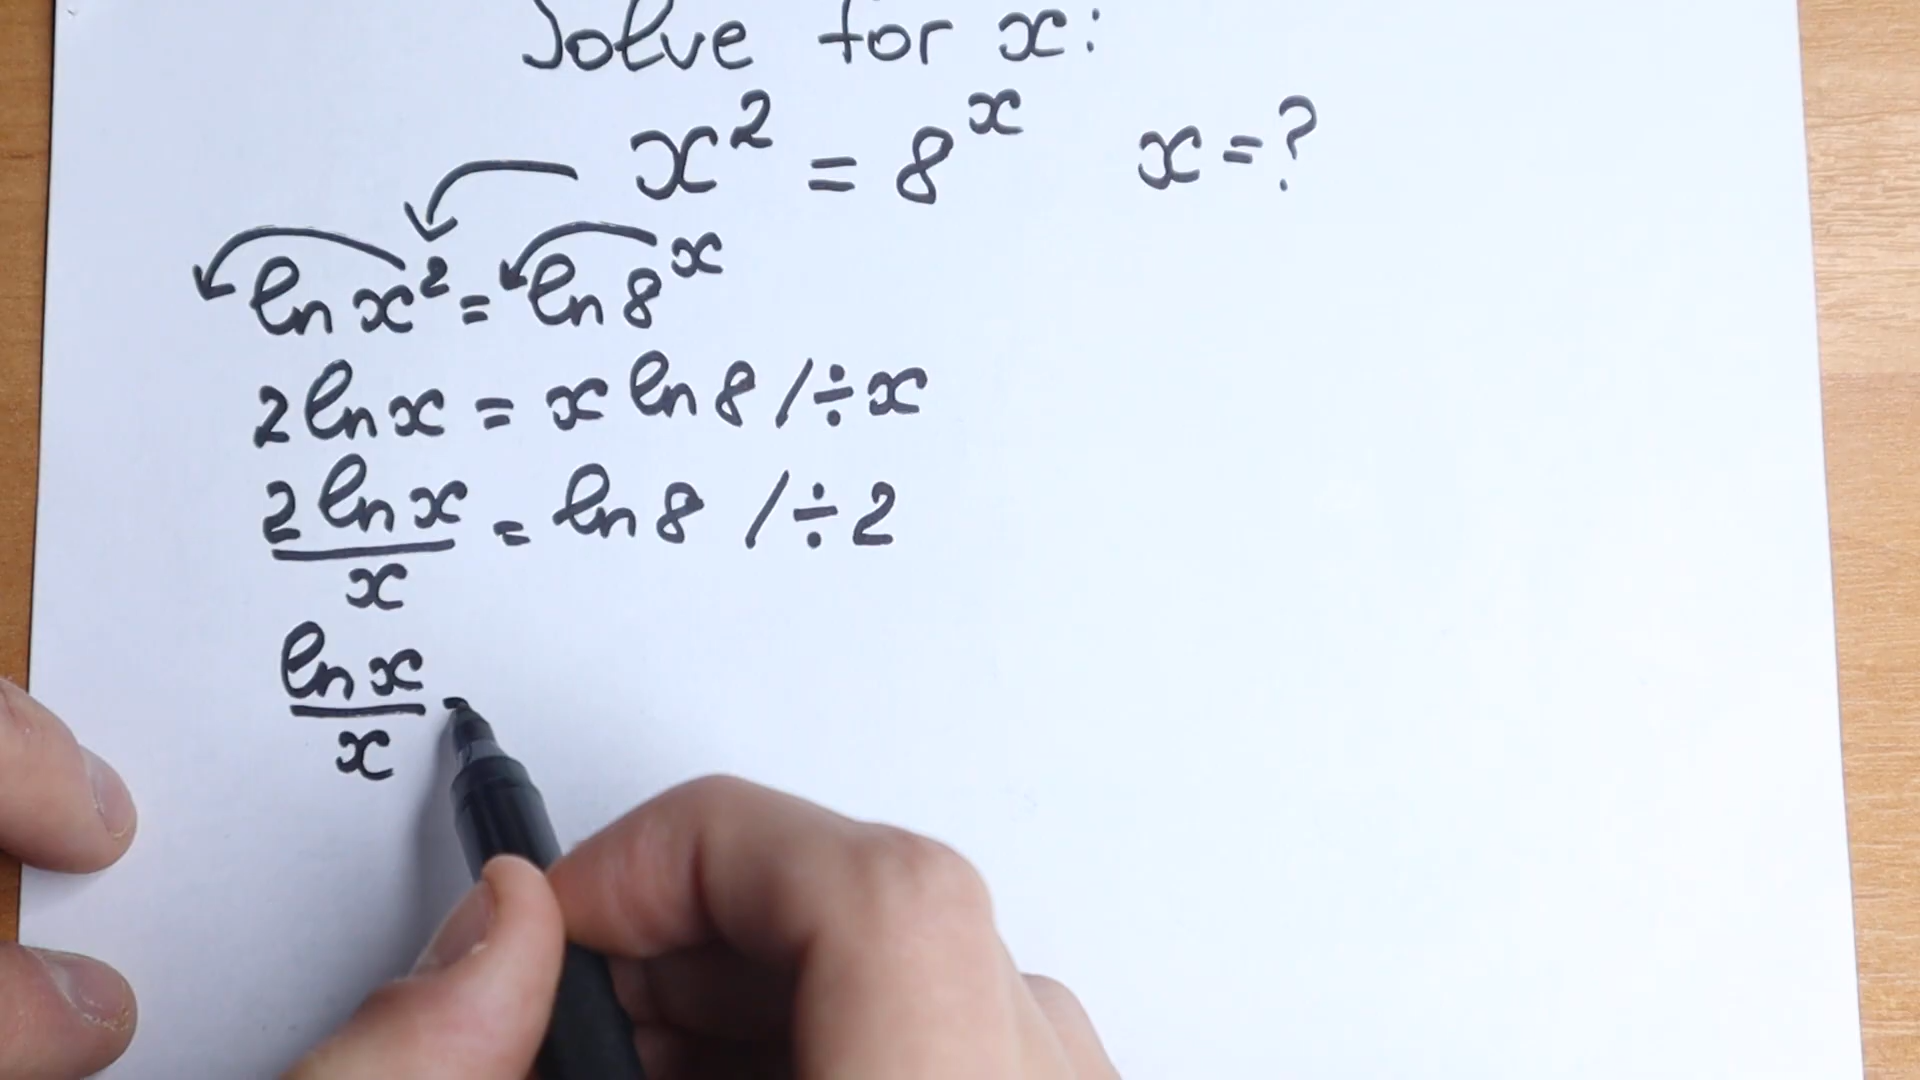 Solve for x:
x² = 8ˣ x = ?
ln x² = ln 8ˣ
2 ln x = x ln 8 / ÷ x
2 ln x / x = ln 8 / ÷ 2
ln x / x -